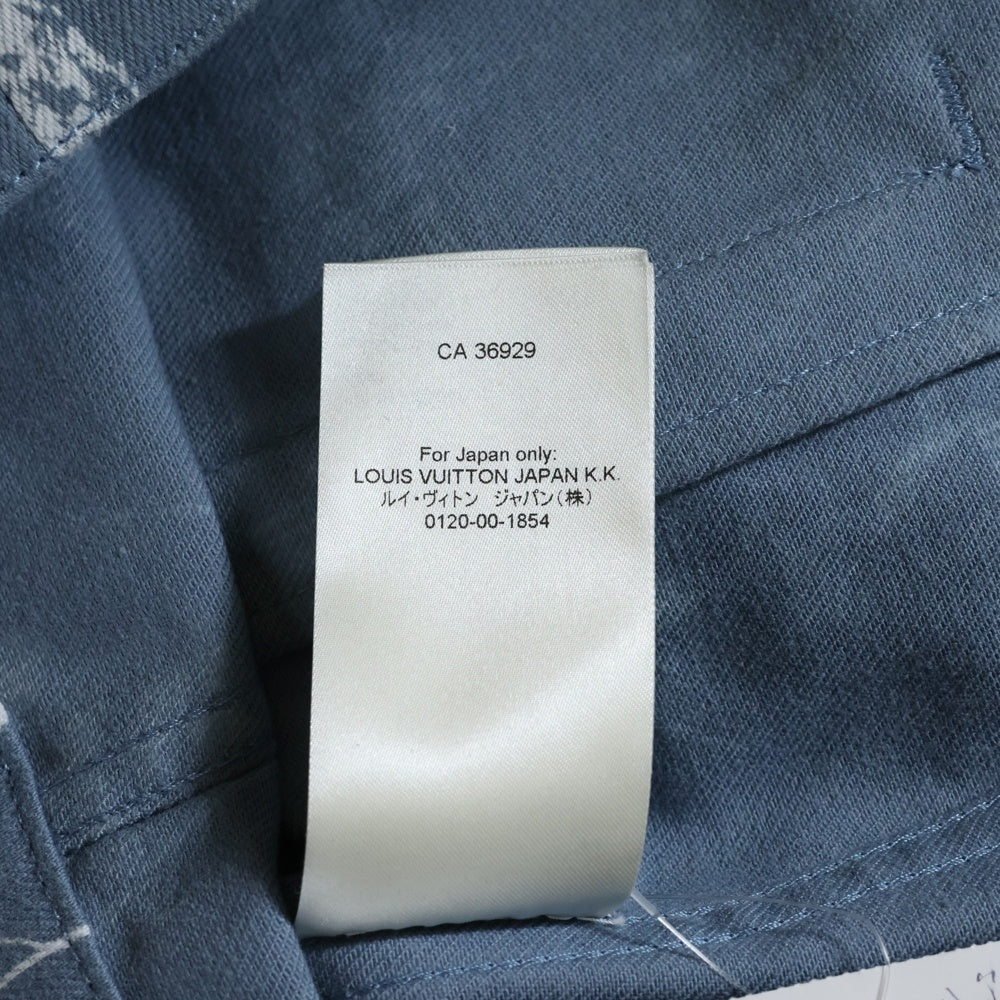 CA 36929
For Japan only:
LOUIS VUITTON JAPAN K.K.
ルイ・ヴィトン ジャパン(株)
0120-00-1854